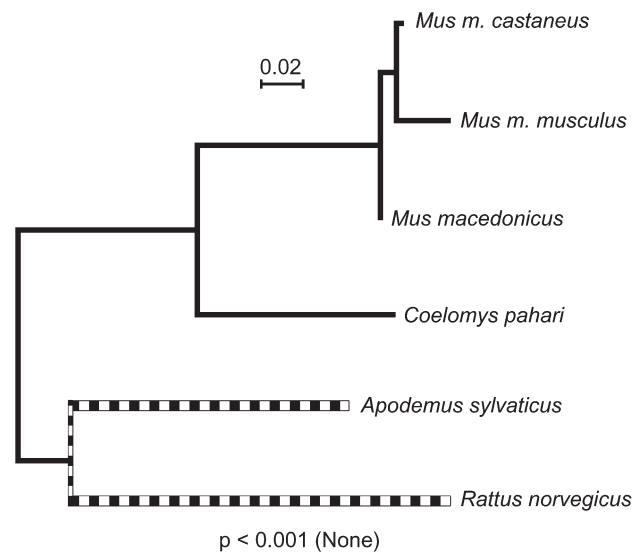 Mus m. castaneus
0.02
Mus m. musculus
Mus macedonicus
Coelomys pahari
Apodemus sylvaticus
Rattus norvegicus
p < 0.001 (None)